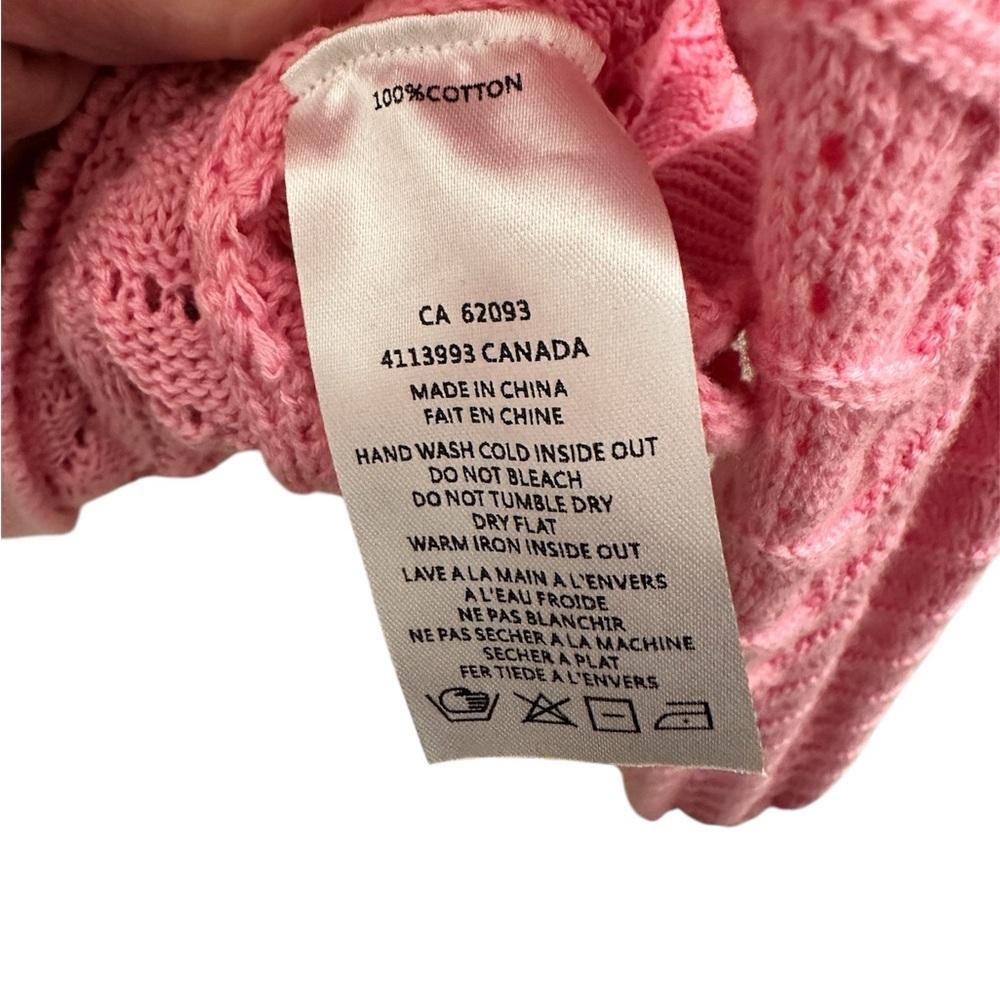 100%COTTON
CA 62093
4113993 CANADA
MADE IN CHINA
FAIT EN CHINE
HAND WASH COLD INSIDE OUT
DO NOT BLEACH
DO NOT TUMBLE DRY
DRY FLAT
WARM IRON INSIDE OUT
LAVE A LA MAIN A L'ENVERS
A L'EAU FROIDE
NE PAS BLANCHIR
NE PAS SECHER A LA MACHINE
SECHER A PLAT
FER TIEDE A L'ENVERS